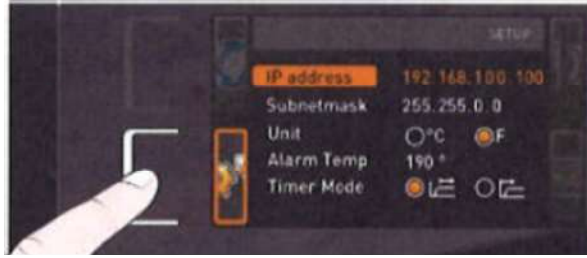 SETUP
IP address 192.168.100.100
Subnetmask 255.255.0.0
Unit °C F
Alarm Temp 190 °
Timer Mode